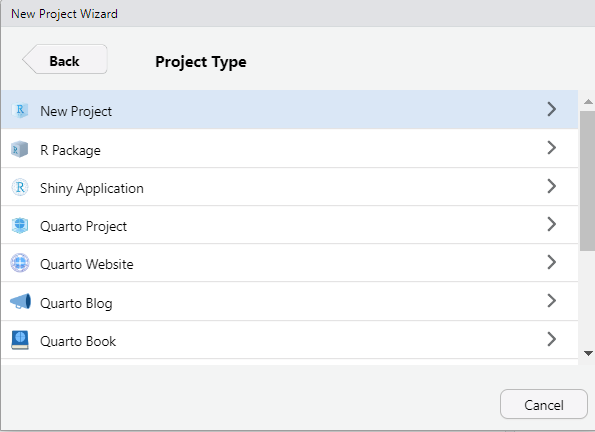 New Project Wizard
Back
Project Type
R New Project
R R Package
R Shiny Application
Quarto Project
Quarto Website
Quarto Blog
Quarto Book
Cancel